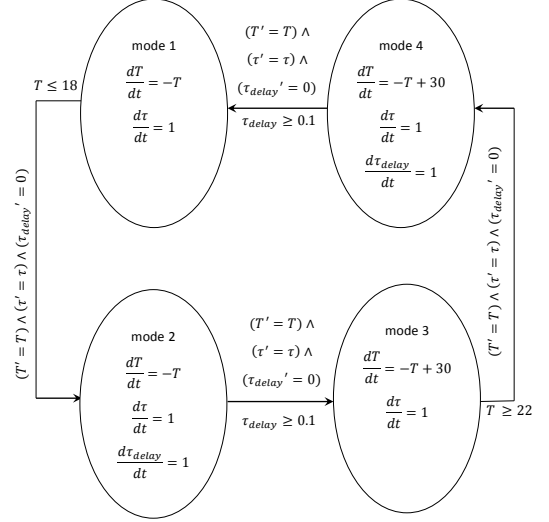 mode 1
dT/dt = −T
dτ/dt = 1
T ≤ 18
(T′ = T) ∧
(τ′ = τ) ∧
(τ_delay′ = 0)
τ_delay ≥ 0.1
mode 4
dT/dt = −T + 30
dτ/dt = 1
dτ_delay/dt = 1
(T′ = T) ∧ (τ′ = τ) ∧ (τ_delay′ = 0)
(T′ = T) ∧ (τ′ = τ) ∧ (τ_delay′ = 0)
mode 2
dT/dt = −T
dτ/dt = 1
dτ_delay/dt = 1
(T′ = T) ∧
(τ′ = τ) ∧
(τ_delay′ = 0)
τ_delay ≥ 0.1
mode 3
dT/dt = −T + 30
dτ/dt = 1
T ≥ 22